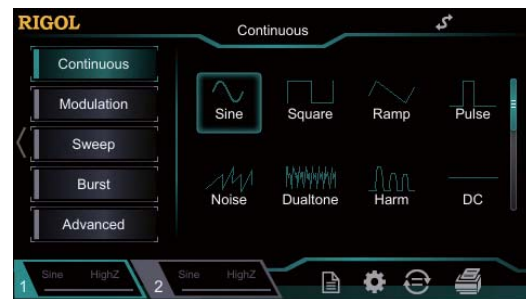 RIGOL
Continuous
Continuous
Modulation
Sweep
Burst
Advanced
Sine Square Ramp Pulse
Noise Dualtone Harm DC
1 Sine HighZ 2 Sine HighZ